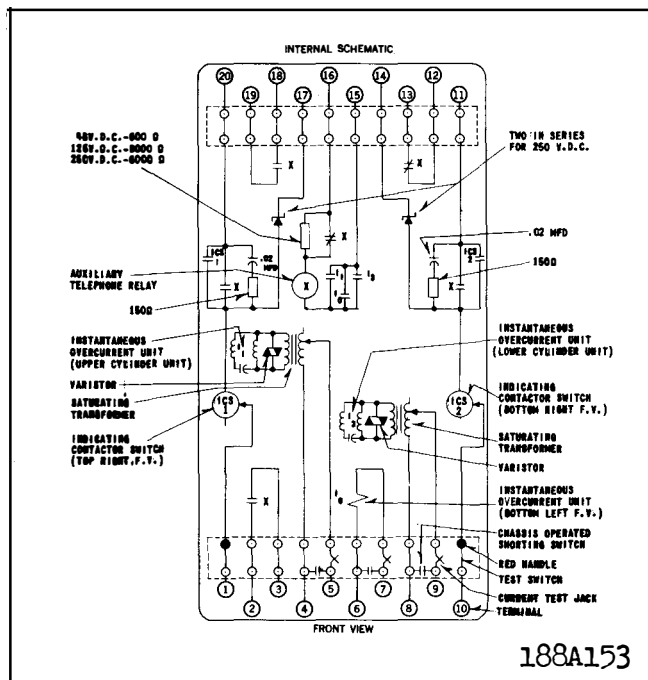 INTERNAL SCHEMATIC
20 18 16 14 12
19 17 15 13 11
48V.D.C.-600 Ω
125V.D.C.-3000 Ω
250V.D.C.-6000 Ω
TWO IN SERIES
FOR 250 V.D.C.
X
X
X
.02 MFD
ICS
1
.02
MFD
X
AUXILIARY
TELEPHONE RELAY
X
I1
I3
I6
X
ICS
2
150Ω
150Ω
INSTANTANEOUS
OVERCURRENT UNIT
(UPPER CYLINDER UNIT)
INSTANTANEOUS
OVERCURRENT UNIT
(LOWER CYLINDER UNIT)
VARISTOR
SATURATING
TRANSFORMER
ICS
1
ICS
2
INDICATING
CONTACTOR SWITCH
(BOTTOM RIGHT F.V.)
INDICATING
CONTACTOR SWITCH
(TOP RIGHT.F.V.)
SATURATING
TRANSFORMER
VARISTOR
X
INSTANTANEOUS
OVERCURRENT UNIT
(BOTTOM LEFT F.V.)
CHASSIS OPERATED
SHORTING SWITCH
RED HANDLE
TEST SWITCH
CURRENT TEST JACK
TERMINAL
1 3 5 7 9
2 4 6 8 10
FRONT VIEW
188A153